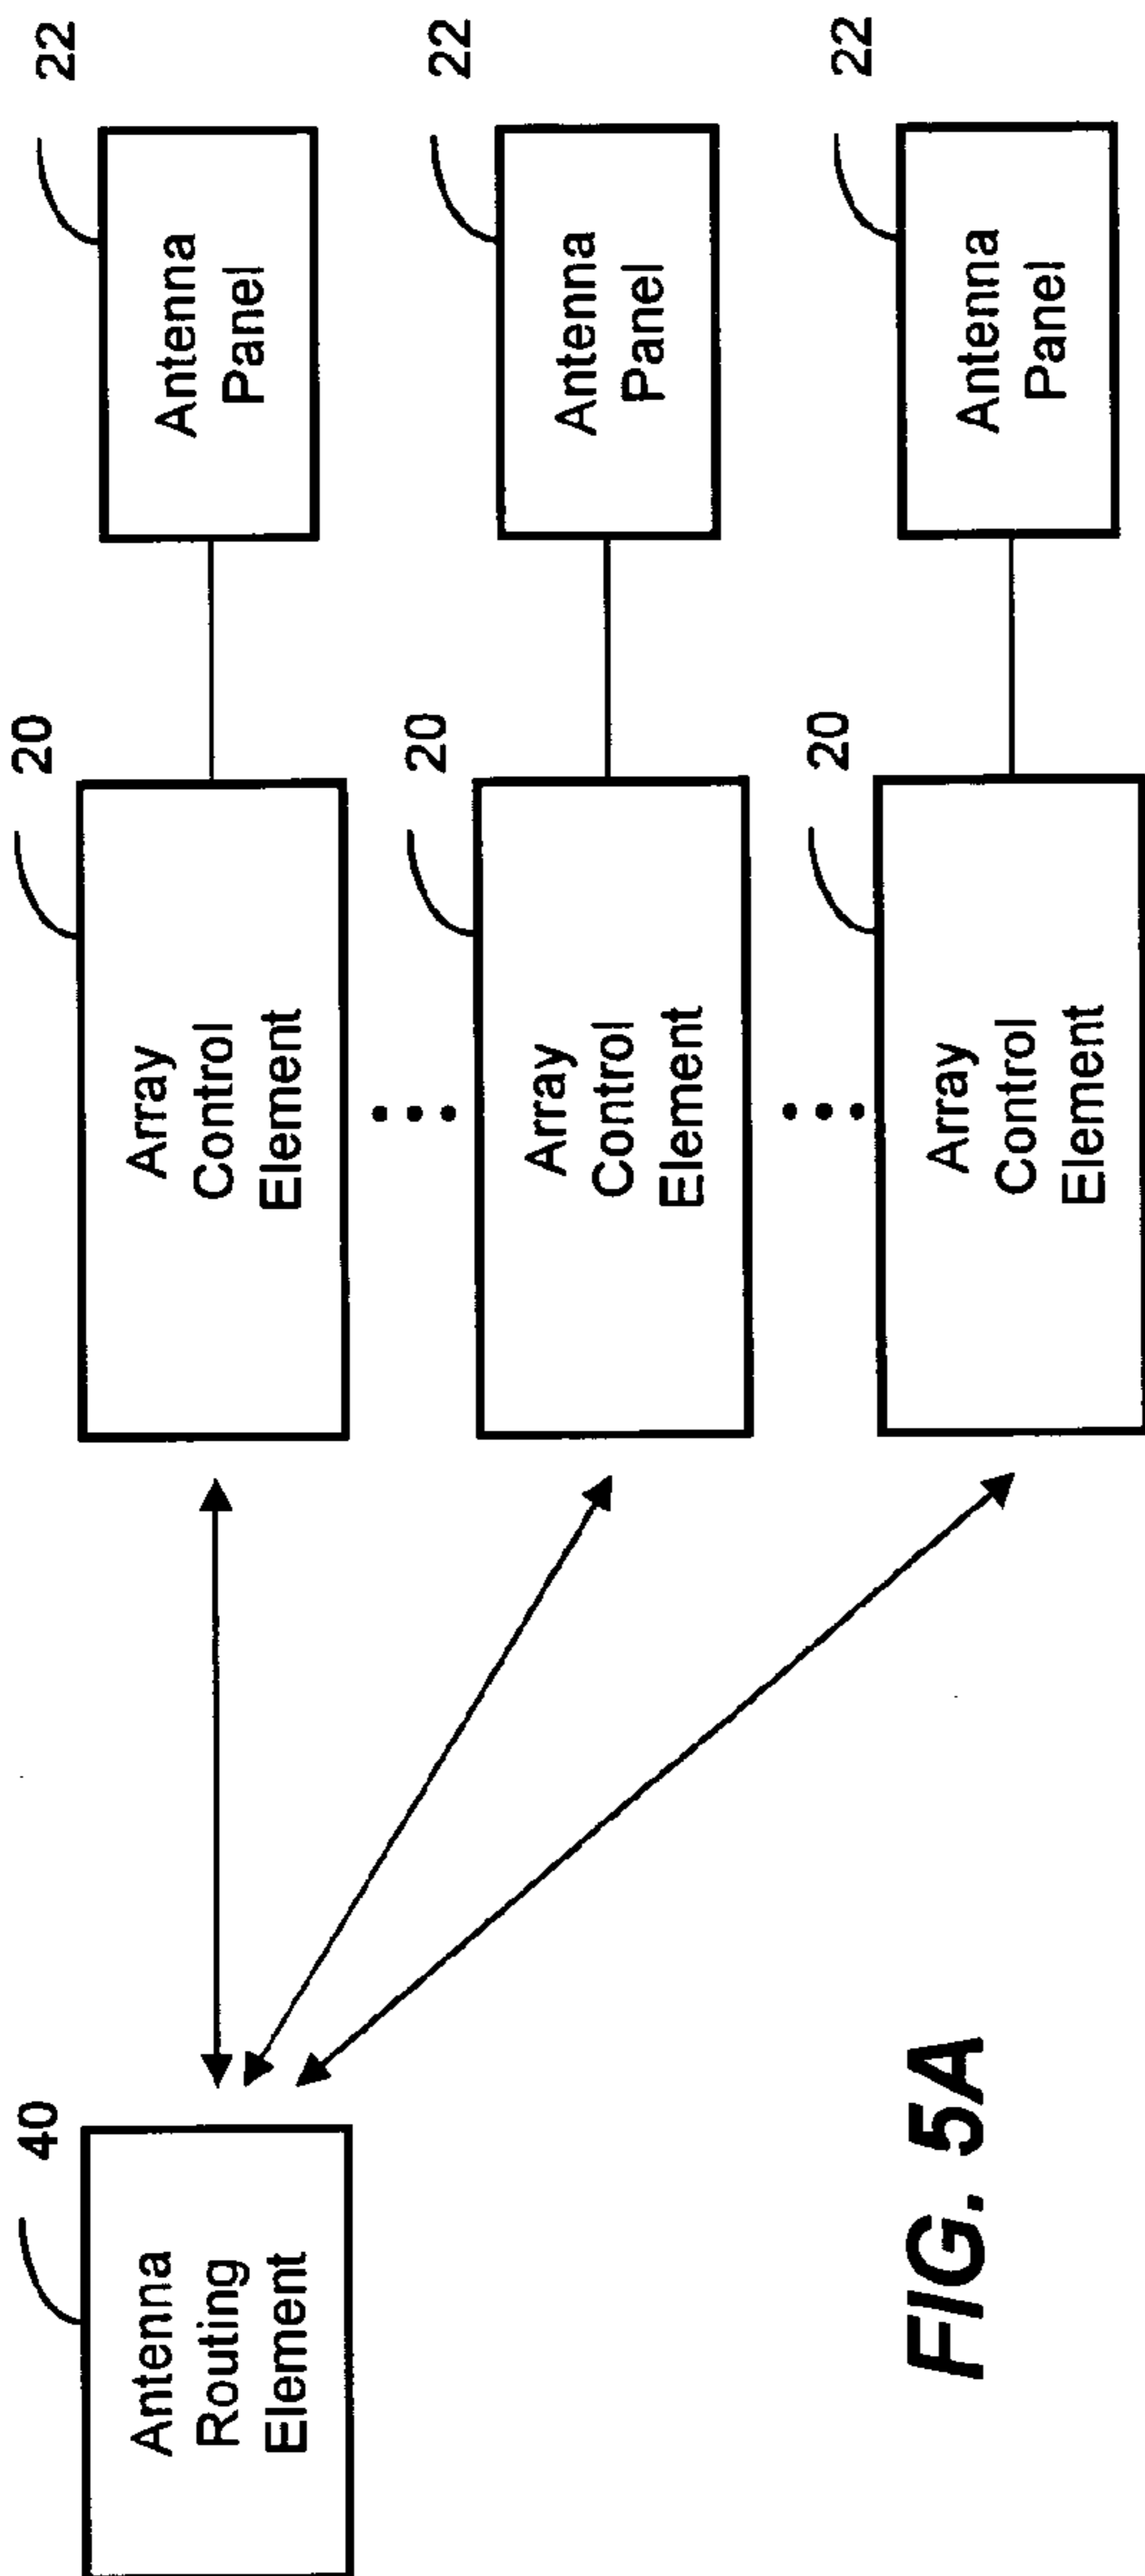 40
Antenna
Routing
Element
20
Array
Control
Element
22
Antenna
Panel
20
Array
Control
Element
22
Antenna
Panel
20
Array
Control
Element
22
Antenna
Panel
FIG. 5A